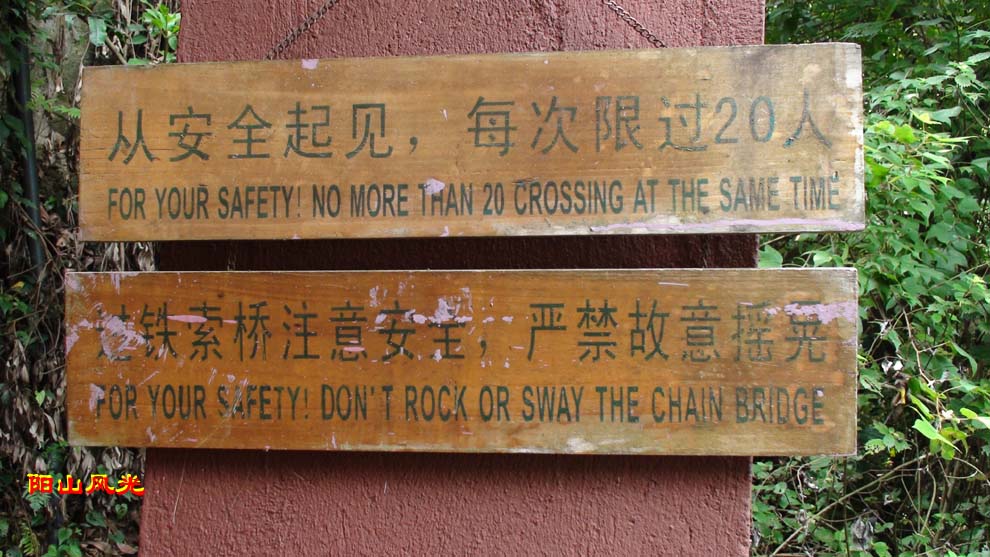 从安全起见，每次限过20人
FOR YOUR SAFETY! NO MORE THAN 20 CROSSING AT THE SAME TIME
过铁索桥注意安全，严禁故意摇晃
FOR YOUR SAFETY! DON'T ROCK OR SWAY THE CHAIN BRIDGE
阳山风光